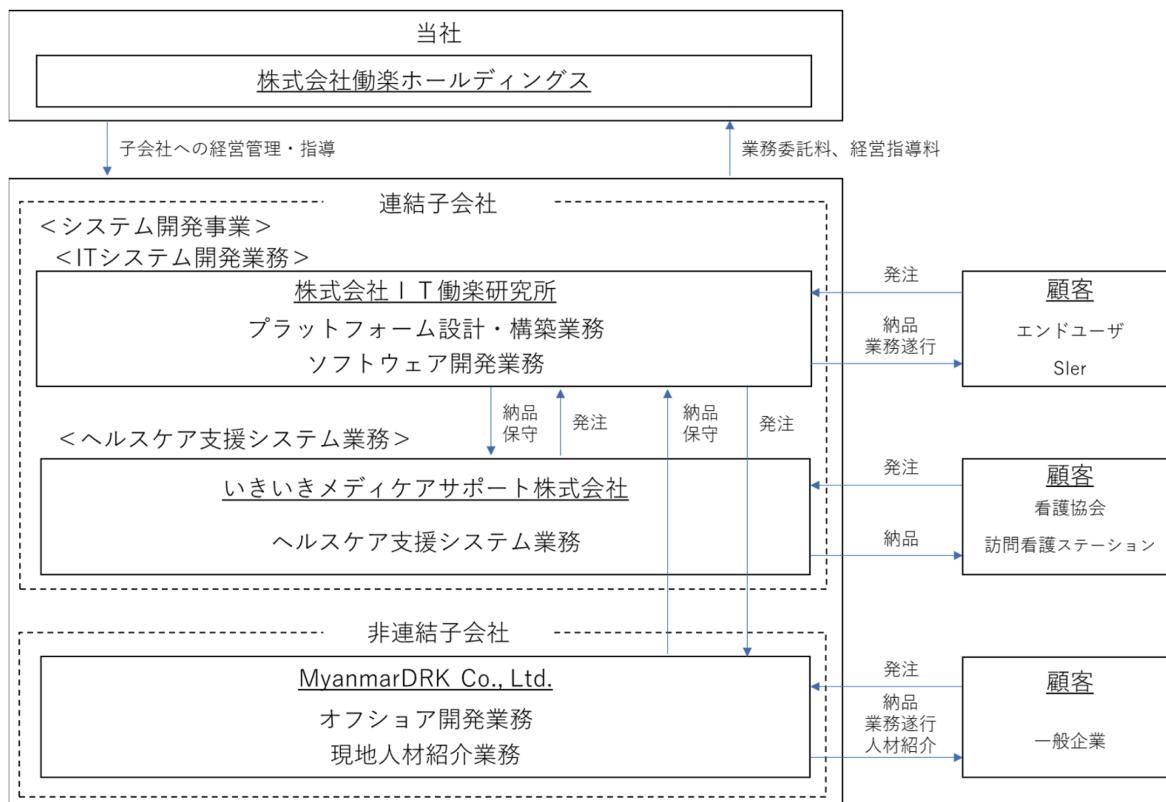 当社
株式会社働楽ホールディングス
子会社への経営管理・指導
業務委託料、経営指導料
連結子会社
＜システム開発事業＞
＜ITシステム開発業務＞
株式会社ＩＴ働楽研究所
プラットフォーム設計・構築業務
ソフトウェア開発業務
発注
納品
業務遂行
顧客
エンドユーザ
SIer
納品
保守
発注
納品
保守
発注
＜ヘルスケア支援システム業務＞
いきいきメディケアサポート株式会社
ヘルスケア支援システム業務
発注
納品
顧客
看護協会
訪問看護ステーション
非連結子会社
MyanmarDRK Co., Ltd.
オフショア開発業務
現地人材紹介業務
発注
納品
業務遂行
人材紹介
顧客
一般企業